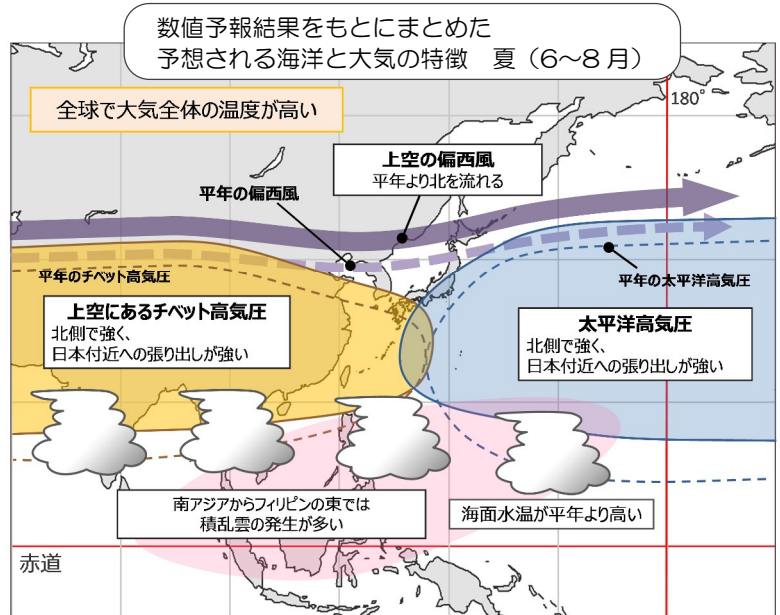 数値予報結果をもとにまとめた
予想される海洋と大気の特徴　夏（6～8月）
全球で大気全体の温度が高い
180°
上空の偏西風
平年より北を流れる
平年の偏西風
平年のチベット高気圧
平年の太平洋高気圧
上空にあるチベット高気圧
北側で強く、
日本付近への張り出しが強い
太平洋高気圧
北側で強く、
日本付近への張り出しが強い
南アジアからフィリピンの東では
積乱雲の発生が多い
海面水温が平年より高い
赤道